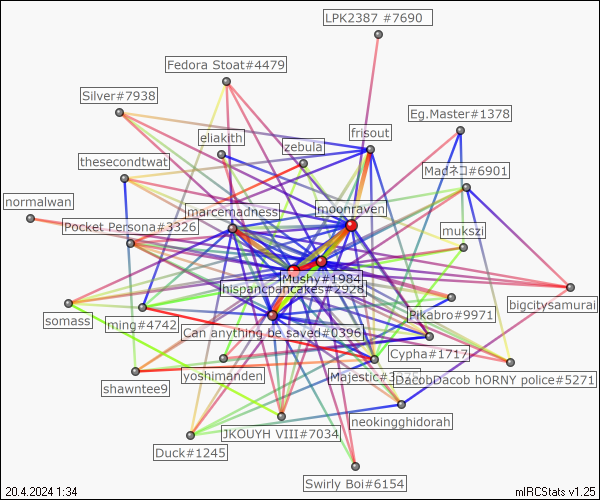 LPK2387 #7690
Fedora Stoat#4479
Silver#7938
Eg.Master#1378
frisout
eliakith
zebula
thesecondtwat
Madネコ#6901
normalwan
marcemadness
moonraven
Pocket Persona#3326
mukszi
Mushy#1984
hispancpancakes#2928
bigcitysamurai
Pikabro#9971
somass
ming#4742
Can anything be saved#0396
Cypha#1717
yoshimanden
Majestic#3
DacobDacob hORNY police#5271
shawntee9
neokingghidorah
JKOUYH VIII#7034
Duck#1245
Swirly Boi#6154
20.4.2024 1:34
mIRCStats v1.25